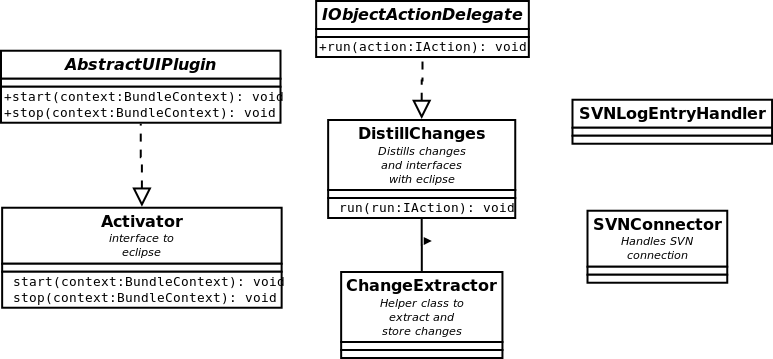 IObjectActionDelegate
+run(action:IAction): void
AbstractUIPlugin
+start(context:BundleContext): void
+stop(context:BundleContext): void
SVNLogEntryHandler
DistillChanges
Distills changes
and interfaces
with eclipse
run(run:IAction): void
Activator
interface to
eclipse
start(context:BundleContext): void
stop(context:BundleContext): void
SVNConnector
Handles SVN
connection
ChangeExtractor
Helper class to
extract and
store changes